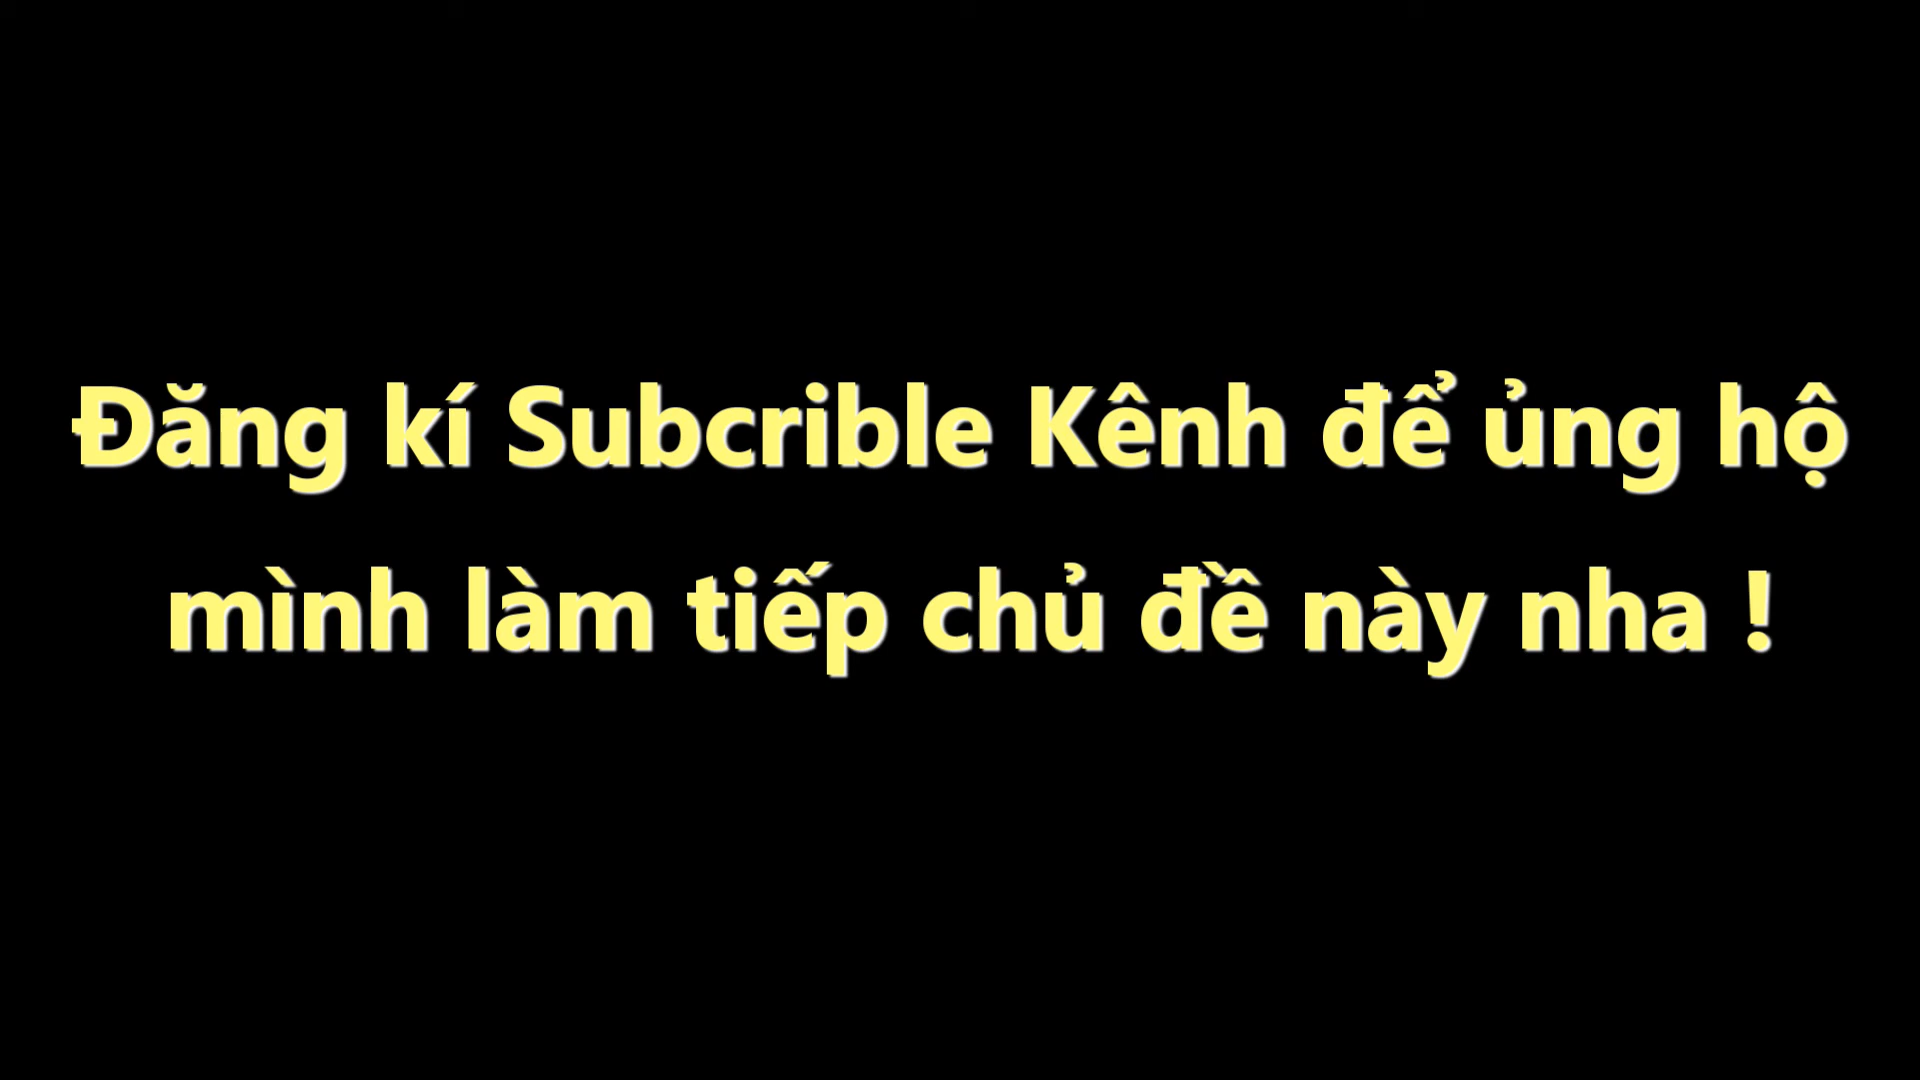 Đăng kí Subcrible Kênh để ủng hộ
mình làm tiếp chủ đề này nha !